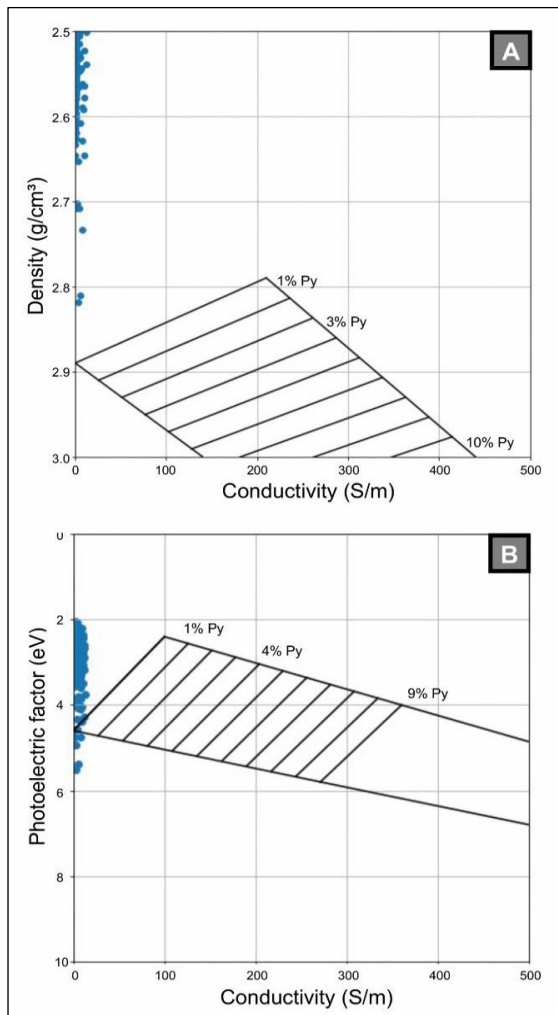 A
2.5
2.6
2.7
2.8
2.9
3.0
Density (g/cm³)
1% Py
3% Py
10% Py
0 100 200 300 400 500
Conductivity (S/m)
B
0
2
4
6
8
10
Photoelectric factor (eV)
1% Py
4% Py
9% Py
0 100 200 300 400 500
Conductivity (S/m)